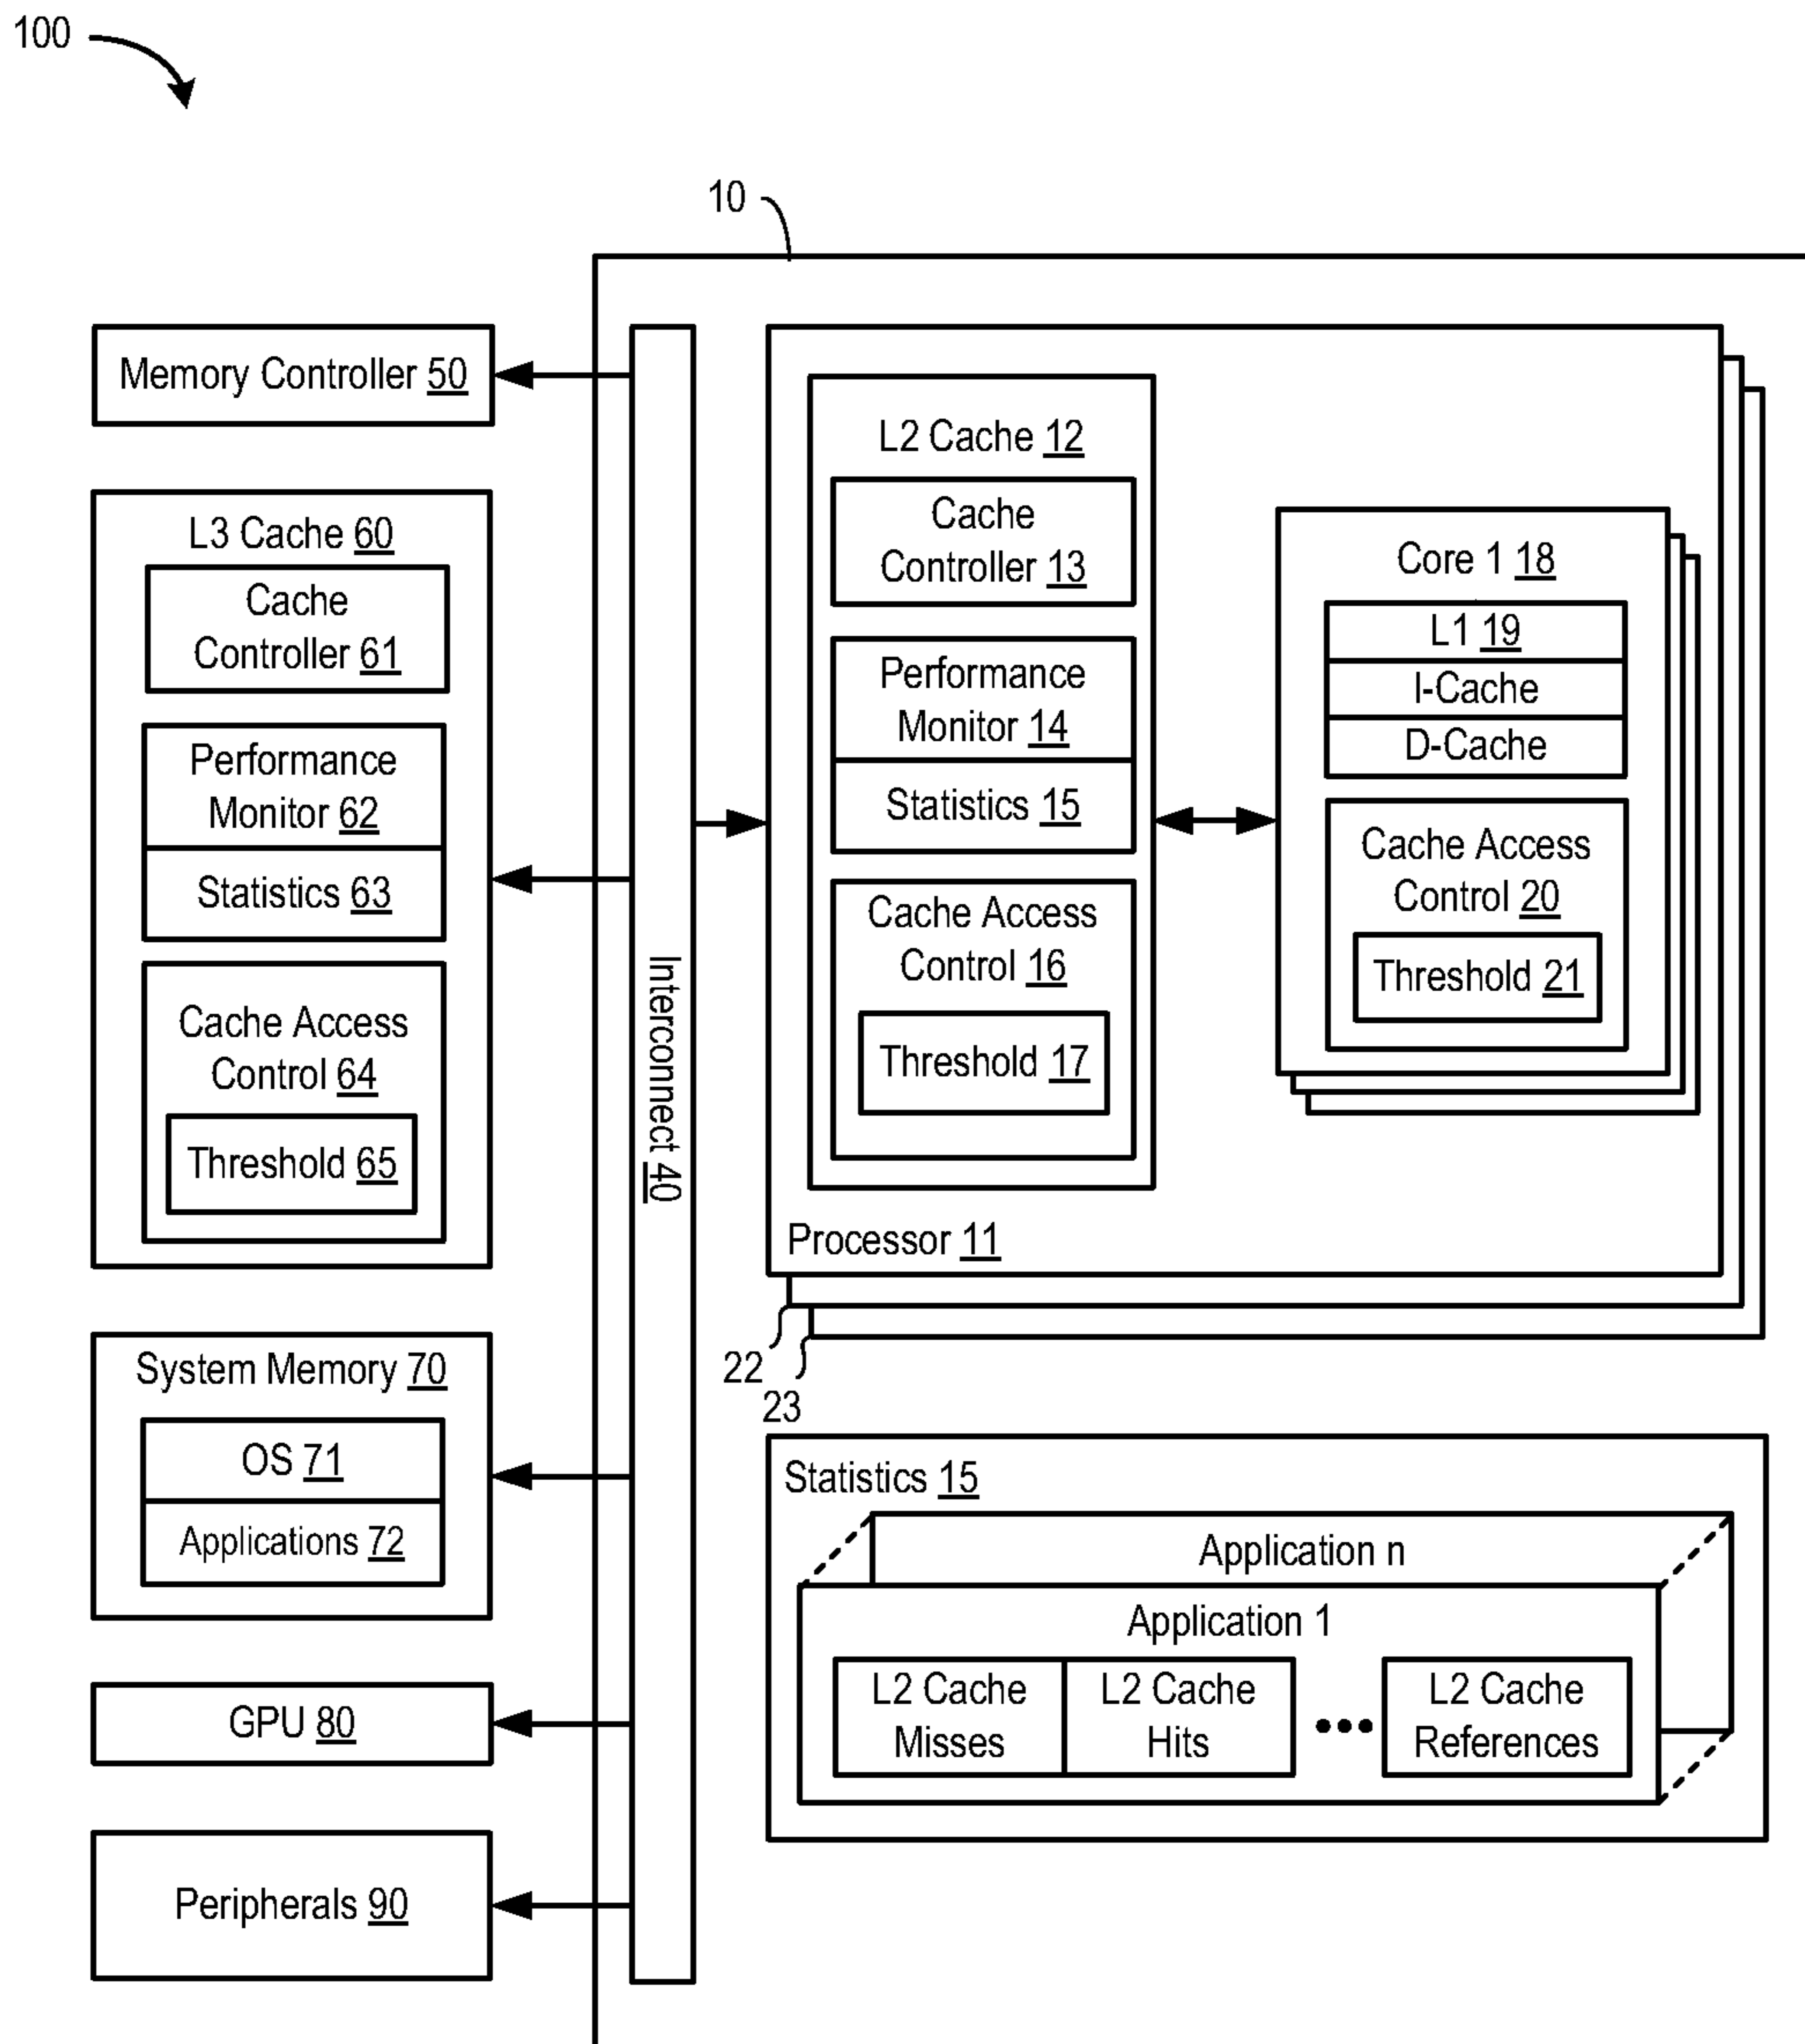 100
10
Memory Controller 50
L3 Cache 60
Cache
Controller 61
Performance
Monitor 62
Statistics 63
Cache Access
Control 64
Threshold 65
System Memory 70
OS 71
Applications 72
GPU 80
Peripherals 90
Interconnect 40
L2 Cache 12
Cache
Controller 13
Performance
Monitor 14
Statistics 15
Cache Access
Control 16
Threshold 17
Core 1 18
L1 19
I-Cache
D-Cache
Cache Access
Control 20
Threshold 21
Processor 11
22
23
Statistics 15
Application n
Application 1
L2 Cache
Misses
L2 Cache
Hits
L2 Cache
References